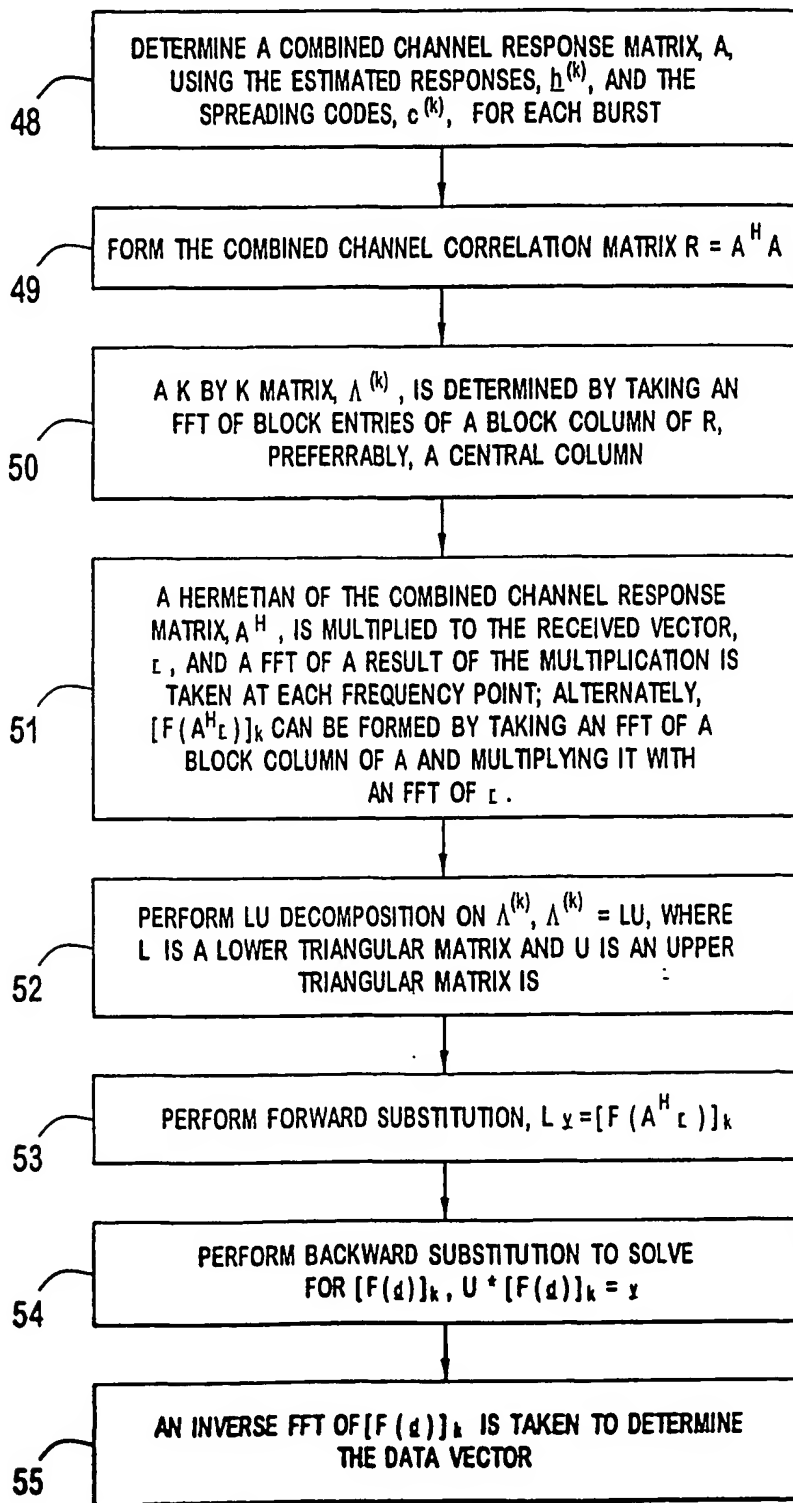 DETERMINE A COMBINED CHANNEL RESPONSE MATRIX, A,
USING THE ESTIMATED RESPONSES, h^(k), AND THE
SPREADING CODES, c^(k), FOR EACH BURST
48
FORM THE COMBINED CHANNEL CORRELATION MATRIX R = A^H A
49
A K BY K MATRIX, Λ^(k), IS DETERMINED BY TAKING AN
FFT OF BLOCK ENTRIES OF A BLOCK COLUMN OF R,
PREFERRABLY, A CENTRAL COLUMN
50
A HERMETIAN OF THE COMBINED CHANNEL RESPONSE
MATRIX, A^H, IS MULTIPLIED TO THE RECEIVED VECTOR,
r, AND A FFT OF A RESULT OF THE MULTIPLICATION IS
TAKEN AT EACH FREQUENCY POINT; ALTERNATELY,
[F(A^H r)]k CAN BE FORMED BY TAKING AN FFT OF A
BLOCK COLUMN OF A AND MULTIPLYING IT WITH
AN FFT OF r.
51
PERFORM LU DECOMPOSITION ON Λ^(k), Λ^(k) = LU, WHERE
L IS A LOWER TRIANGULAR MATRIX AND U IS AN UPPER
TRIANGULAR MATRIX IS
52
PERFORM FORWARD SUBSTITUTION, L y = [F (A^H r)]k
53
PERFORM BACKWARD SUBSTITUTION TO SOLVE
FOR [F(d)]k, U * [F(d)]k = y
54
AN INVERSE FFT OF [F(d)]k IS TAKEN TO DETERMINE
THE DATA VECTOR
55